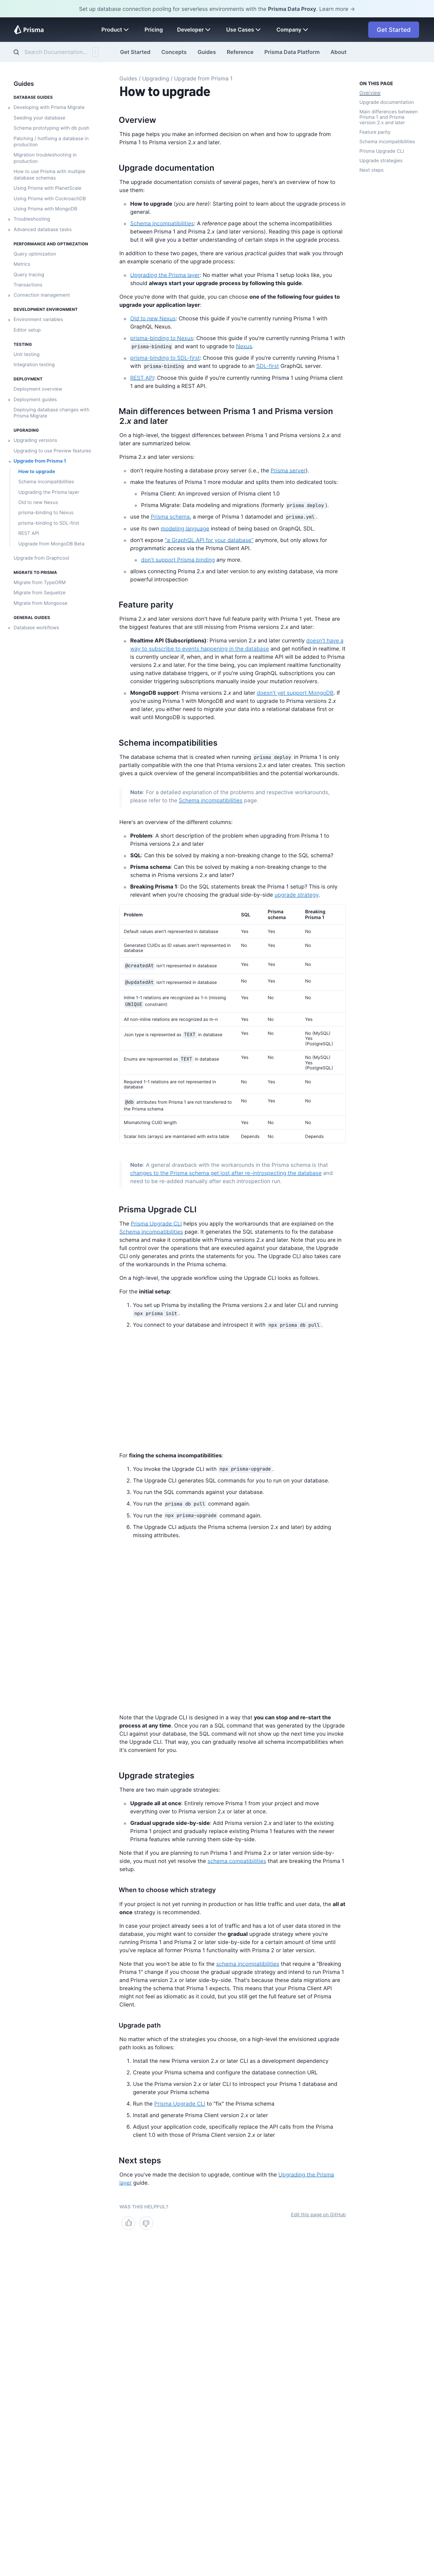 Set up database connection pooling for serverless environments with the Prisma Data Proxy. Learn more →
Prisma
Product
Pricing
Developer
Use Cases
Company
Get Started
Search Documentation...
/
Get Started
Concepts
Guides
Reference
Prisma Data Platform
About
Guides
DATABASE GUIDES
Developing with Prisma Migrate
Seeding your database
Schema prototyping with db push
Patching / hotfixing a database in
production
Migration troubleshooting in
production
How to use Prisma with multiple
database schemas
Using Prisma with PlanetScale
Using Prisma with CockroachDB
Using Prisma with MongoDB
Troubleshooting
Advanced database tasks
PERFORMANCE AND OPTIMIZATION
Query optimization
Metrics
Query tracing
Transactions
Connection management
DEVELOPMENT ENVIRONMENT
Environment variables
Editor setup
TESTING
Unit testing
Integration testing
DEPLOYMENT
Deployment overview
Deployment guides
Deploying database changes with
Prisma Migrate
UPGRADING
Upgrading versions
Upgrading to use Preview features
Upgrade from Prisma 1
How to upgrade
Schema incompatibilities
Upgrading the Prisma layer
Old to new Nexus
prisma-binding to Nexus
prisma-binding to SDL-first
REST API
Upgrade from MongoDB Beta
Upgrade from Graphcool
MIGRATE TO PRISMA
Migrate from TypeORM
Migrate from Sequelize
Migrate from Mongoose
GENERAL GUIDES
Database workflows
Guides / Upgrading / Upgrade from Prisma 1
How to upgrade
Overview
This page helps you make an informed decision on when and how to upgrade from
Prisma 1 to Prisma version 2.x and later.
Upgrade documentation
The upgrade documentation consists of several pages, here's an overview of how to
use them:
How to upgrade (you are here): Starting point to learn about the upgrade process in
general.
Schema incompatibilities: A reference page about the schema incompatibilities
between Prisma 1 and Prisma 2.x (and later versions). Reading this page is optional
but it will give you a better understanding of certain steps in the upgrade process.
In addition to these two pages, there are various practical guides that walk you through
an example scenario of the upgrade process:
Upgrading the Prisma layer: No matter what your Prisma 1 setup looks like, you
should always start your upgrade process by following this guide.
Once you're done with that guide, you can choose one of the following four guides to
upgrade your application layer:
Old to new Nexus: Choose this guide if you're currently running Prisma 1 with
GraphQL Nexus.
prisma-binding to Nexus: Choose this guide if you're currently running Prisma 1 with
prisma-binding and want to upgrade to Nexus.
prisma-binding to SDL-first: Choose this guide if you're currently running Prisma 1
with prisma-binding and want to upgrade to an SDL-first GraphQL server.
REST API: Choose this guide if you're currently running Prisma 1 using Prisma client
1 and are building a REST API.
Main differences between Prisma 1 and Prisma version
2.x and later
On a high-level, the biggest differences between Prisma 1 and Prisma versions 2.x and
later are summarized below.
Prisma 2.x and later versions:
don't require hosting a database proxy server (i.e., the Prisma server).
make the features of Prisma 1 more modular and splits them into dedicated tools:
Prisma Client: An improved version of Prisma client 1.0
Prisma Migrate: Data modeling and migrations (formerly prisma deploy).
use the Prisma schema, a merge of Prisma 1 datamodel and prisma.yml.
use its own modeling language instead of being based on GraphQL SDL.
don't expose "a GraphQL API for your database" anymore, but only allows for
programmatic access via the Prisma Client API.
don't support Prisma binding any more.
allows connecting Prisma 2.x and later version to any existing database, via more
powerful introspection
Feature parity
Prisma 2.x and later versions don't have full feature parity with Prisma 1 yet. These are
the biggest features that are still missing from Prisma versions 2.x and later:
Realtime API (Subscriptions): Prisma version 2.x and later currently doesn't have a
way to subscribe to events happening in the database and get notified in realtime. It
is currently unclear if, when, and in what form a realtime API will be added to Prisma
versions 2.x and later. For the time being, you can implement realtime functionality
using native database triggers, or if you're using GraphQL subscriptions you can
consider triggering subscriptions manually inside your mutation resolvers.
MongoDB support: Prisma versions 2.x and later doesn't yet support MongoDB. If
you're using Prisma 1 with MongoDB and want to upgrade to Prisma versions 2.x
and later, you either need to migrate your data into a relational database first or
wait until MongoDB is supported.
Schema incompatibilities
The database schema that is created when running prisma deploy in Prisma 1 is only
partially compatible with the one that Prisma versions 2.x and later creates. This section
gives a quick overview of the general incompatibilities and the potential workarounds.
Note: For a detailed explanation of the problems and respective workarounds,
please refer to the Schema incompatibilities page.
Here's an overview of the different columns:
Problem: A short description of the problem when upgrading from Prisma 1 to
Prisma versions 2.x and later
SQL: Can this be solved by making a non-breaking change to the SQL schema?
Prisma schema: Can this be solved by making a non-breaking change to the
schema in Prisma versions 2.x and later?
Breaking Prisma 1: Do the SQL statements break the Prisma 1 setup? This is only
relevant when you're choosing the gradual side-by-side upgrade strategy.
Problem SQL Prisma schema Breaking Prisma 1
Default values aren't represented in database Yes Yes No
Generated CUIDs as ID values aren't represented in database No Yes No
@createdAt isn't represented in database Yes Yes No
@updatedAt isn't represented in database No Yes No
Inline 1-1 relations are recognized as 1-n (missing UNIQUE constraint) Yes No No
All non-inline relations are recognized as m-n Yes No Yes
Json type is represented as TEXT in database Yes No No (MySQL) Yes (PostgreSQL)
Enums are represented as TEXT in database Yes No No (MySQL) Yes (PostgreSQL)
Required 1-1 relations are not represented in database No Yes No
@db attributes from Prisma 1 are not transferred to the Prisma schema No Yes No
Mismatching CUID length Yes No No
Scalar lists (arrays) are maintained with extra table Depends No Depends
Note: A general drawback with the workarounds in the Prisma schema is that
changes to the Prisma schema get lost after re-introspecting the database and
need to be re-added manually after each introspection run.
Prisma Upgrade CLI
The Prisma Upgrade CLI helps you apply the workarounds that are explained on the
Schema incompatibilities page. It generates the SQL statements to fix the database
schema and make it compatible with Prisma versions 2.x and later. Note that you are in
full control over the operations that are executed against your database, the Upgrade
CLI only generates and prints the statements for you. The Upgrade CLI also takes care
of the workarounds in the Prisma schema.
On a high-level, the upgrade workflow using the Upgrade CLI looks as follows.
For the initial setup:
1. You set up Prisma by installing the Prisma versions 2.x and later CLI and running
npx prisma init.
2. You connect to your database and introspect it with npx prisma db pull.
For fixing the schema incompatibilities:
1. You invoke the Upgrade CLI with npx prisma-upgrade.
2. The Upgrade CLI generates SQL commands for you to run on your database.
3. You run the SQL commands against your database.
4. You run the prisma db pull command again.
5. You run the npx prisma-upgrade command again.
6. The Upgrade CLI adjusts the Prisma schema (version 2.x and later) by adding
missing attributes.
Note that the Upgrade CLI is designed in a way that you can stop and re-start the
process at any time. Once you ran a SQL command that was generated by the Upgrade
CLI against your database, the SQL command will not show up the next time you invoke
the Upgrade CLI. That way, you can gradually resolve all schema incompatibilities when
it's convenient for you.
Upgrade strategies
There are two main upgrade strategies:
Upgrade all at once: Entirely remove Prisma 1 from your project and move
everything over to Prisma version 2.x or later at once.
Gradual upgrade side-by-side: Add Prisma version 2.x and later to the existing
Prisma 1 project and gradually replace existing Prisma 1 features with the newer
Prisma features while running them side-by-side.
Note that if you are planning to run Prisma 1 and Prisma 2.x or later version side-by-
side, you must not yet resolve the schema compatibilities that are breaking the Prisma 1
setup.
When to choose which strategy
If your project is not yet running in production or has little traffic and user data, the all at
once strategy is recommended.
In case your project already sees a lot of traffic and has a lot of user data stored in the
database, you might want to consider the gradual upgrade strategy where you're
running Prisma 1 and Prisma 2 or later side-by-side for a certain amount of time until
you've replaced all former Prisma 1 functionality with Prisma 2 or later version.
Note that you won't be able to fix the schema incompatibilities that require a "Breaking
Prisma 1" change if you choose the gradual upgrade strategy and intend to run Prisma 1
and Prisma version 2.x or later side-by-side. That's because these data migrations are
breaking the schema that Prisma 1 expects. This means that your Prisma Client API
might not feel as idiomatic as it could, but you still get the full feature set of Prisma
Client.
Upgrade path
No matter which of the strategies you choose, on a high-level the envisioned upgrade
path looks as follows:
1. Install the new Prisma version 2.x or later CLI as a development dependency
2. Create your Prisma schema and configure the database connection URL
3. Use the Prisma version 2.x or later CLI to introspect your Prisma 1 database and
generate your Prisma schema
4. Run the Prisma Upgrade CLI to "fix" the Prisma schema
5. Install and generate Prisma Client version 2.x or later
6. Adjust your application code, specifically replace the API calls from the Prisma
client 1.0 with those of Prisma Client version 2.x or later
Next steps
Once you've made the decision to upgrade, continue with the Upgrading the Prisma
layer guide.
WAS THIS HELPFUL?
Edit this page on GitHub
ON THIS PAGE
Overview
Upgrade documentation
Main differences between
Prisma 1 and Prisma
version 2.x and later
Feature parity
Schema incompatibilities
Prisma Upgrade CLI
Upgrade strategies
Next steps